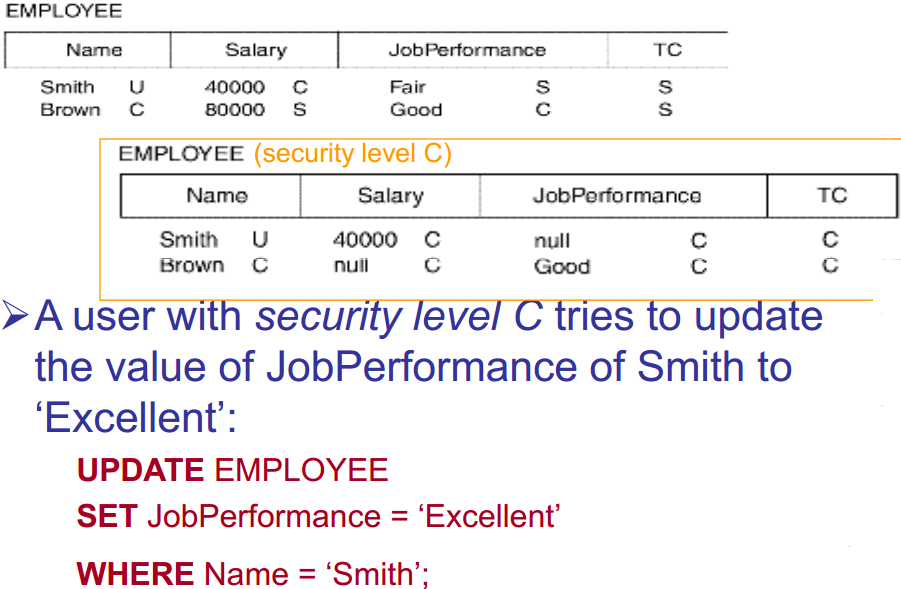 EMPLOYEE
Name Salary JobPerformance TC
Smith U 40000 C Fair S S
Brown C 80000 S Good C S
EMPLOYEE (security level C)
Name Salary JobPerformance TC
Smith U 40000 C null C C
Brown C null C Good C C
➢A user with security level C tries to update
the value of JobPerformance of Smith to
‘Excellent’:
UPDATE EMPLOYEE
SET JobPerformance = ‘Excellent’
WHERE Name = ‘Smith’;